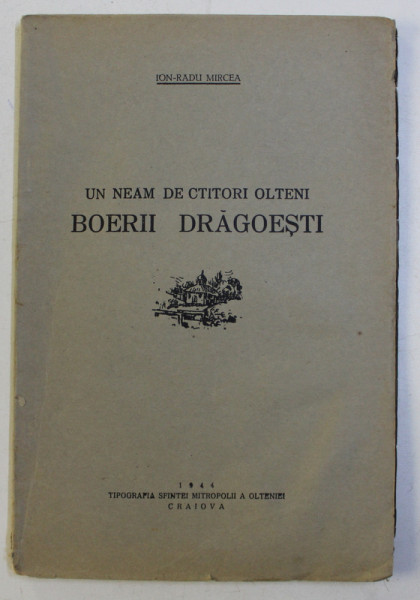 ION-RADU MIRCEA
UN NEAM DE CTITORI OLTENI
BOERII DRĂGOEȘTI
1944
TIPOGRAFIA SFINTEI MITROPOLII A OLTENIEI
CRAIOVA